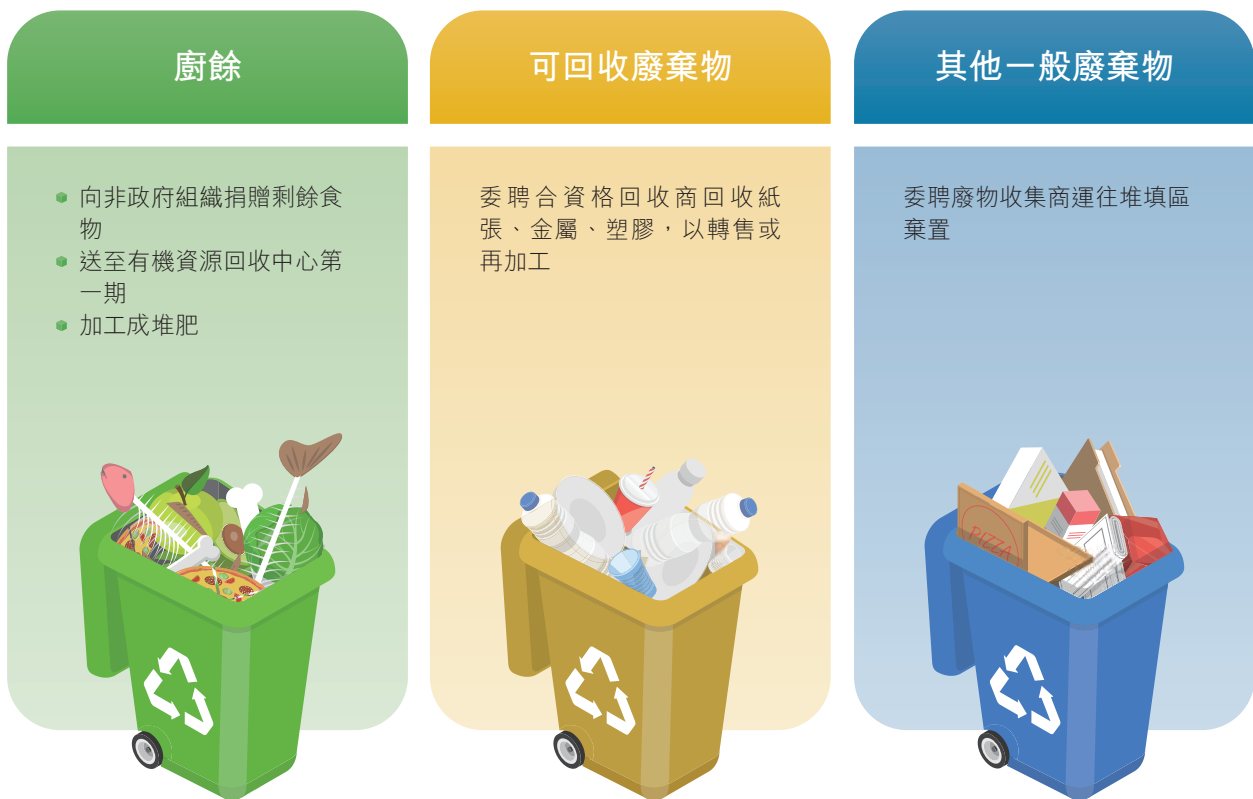 廚餘
向非政府組織捐贈剩餘食
物
送至有機資源回收中心第
一期
加工成堆肥
可回收廢棄物
委聘合資格回收商回收紙
張、金屬、塑膠，以轉售或
再加工
其他一般廢棄物
委聘廢物收集商運往堆填區
棄置
PIZZA